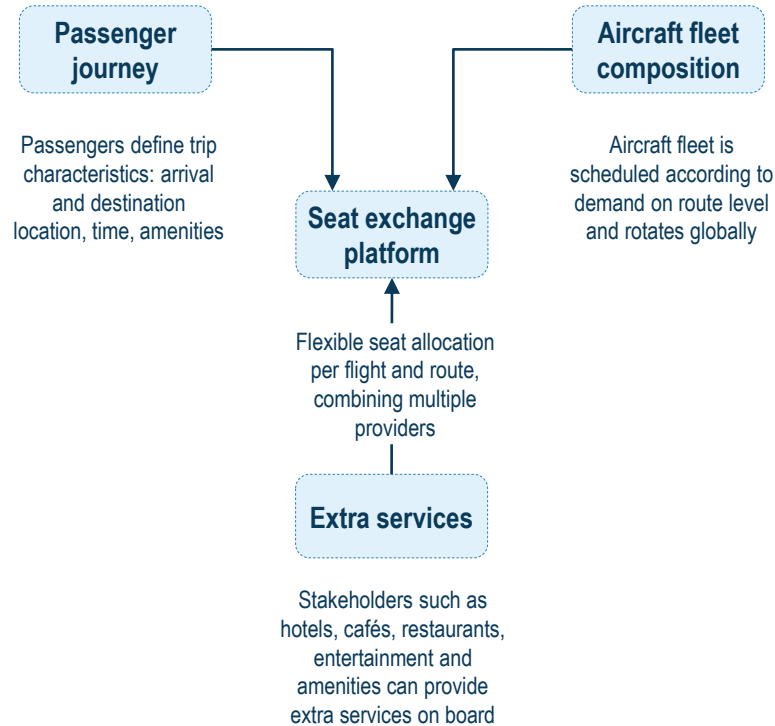 Passenger
journey
Aircraft fleet
composition
Passengers define trip
characteristics: arrival
and destination
location, time, amenities
Aircraft fleet is
scheduled according to
demand on route level
and rotates globally
Seat exchange
platform
Flexible seat allocation
per flight and route,
combining multiple
providers
Extra services
Stakeholders such as
hotels, cafés, restaurants,
entertainment and
amenities can provide
extra services on board